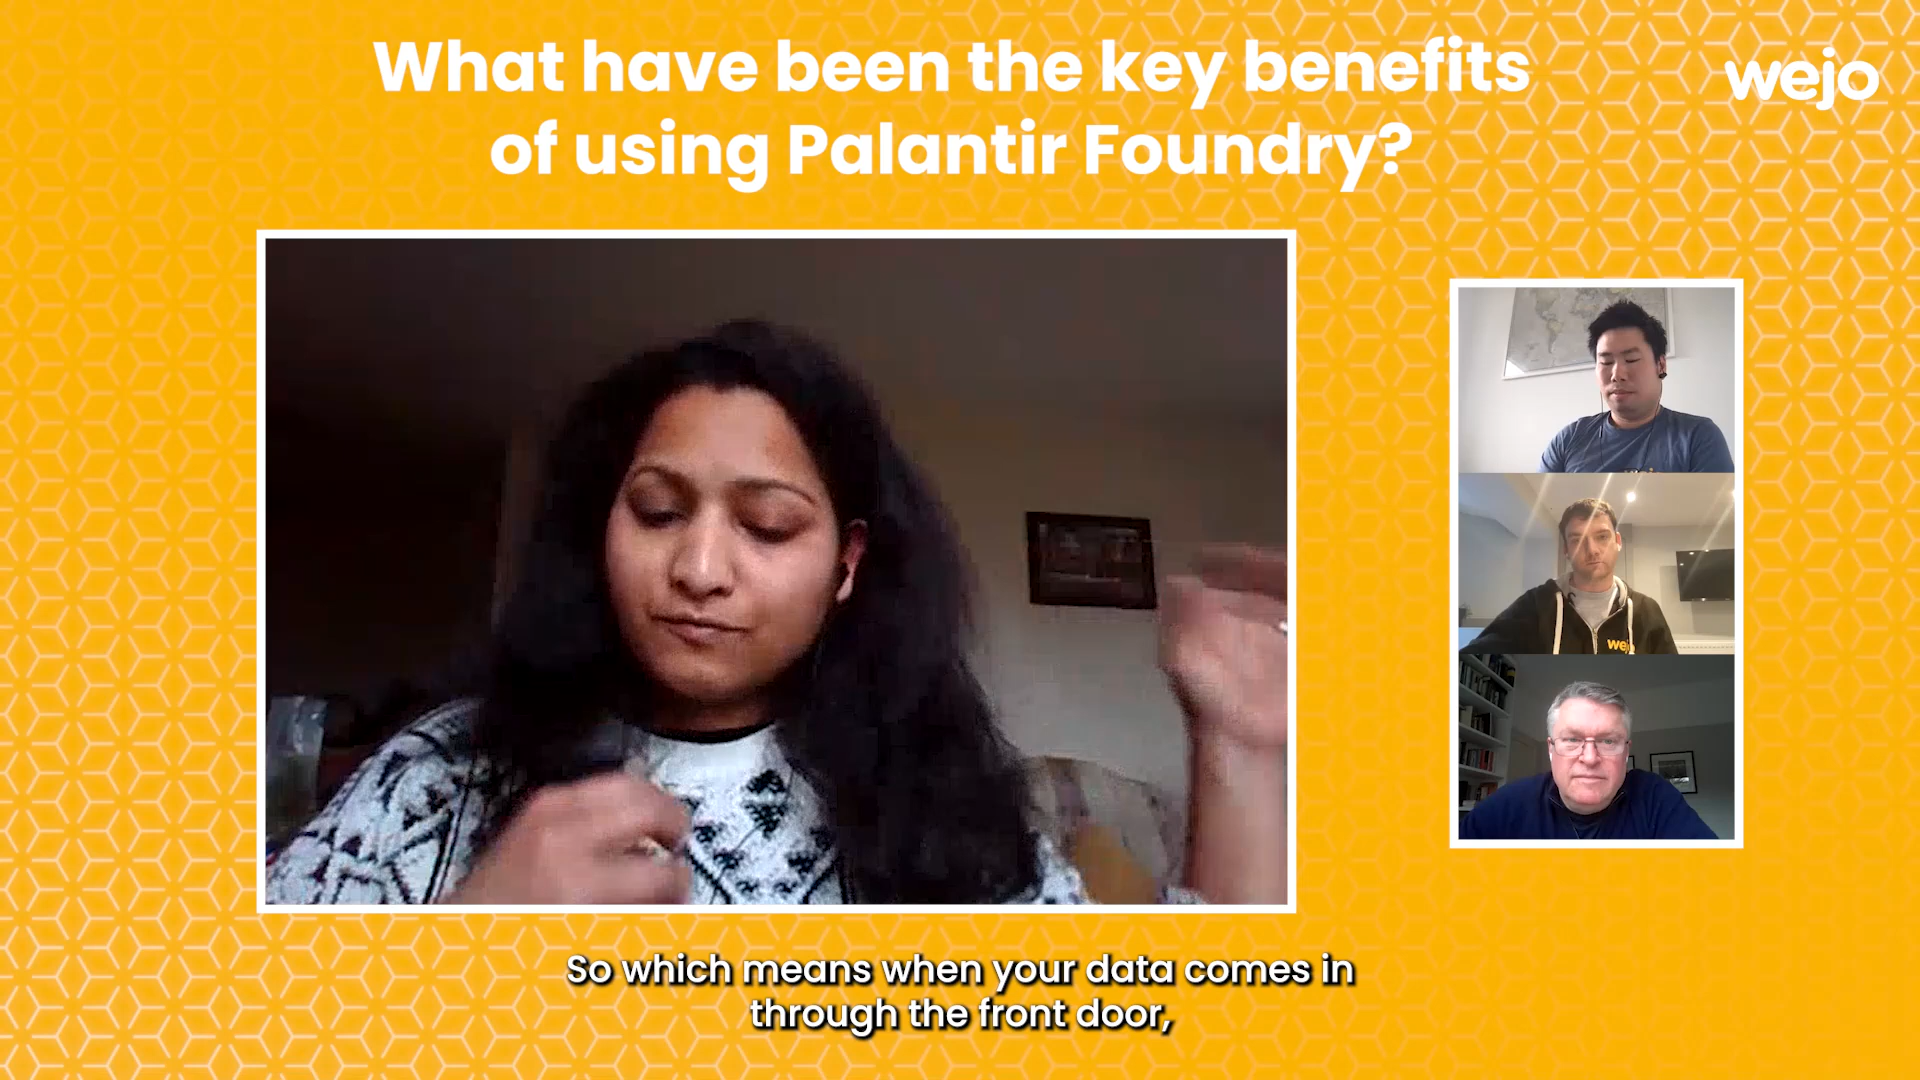 What have been the key benefits
of using Palantir Foundry?
wejo
wejo
So which means when your data comes in
through the front door,